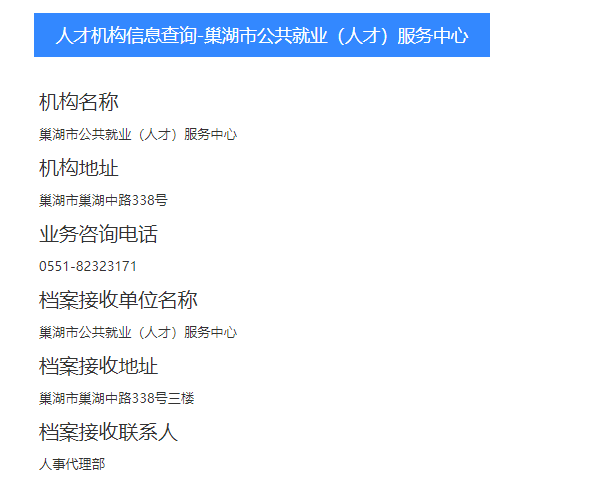 人才机构信息查询-巢湖市公共就业（人才）服务中心
机构名称
巢湖市公共就业（人才）服务中心
机构地址
巢湖市巢湖中路338号
业务咨询电话
0551-82323171
档案接收单位名称
巢湖市公共就业（人才）服务中心
档案接收地址
巢湖市巢湖中路338号三楼
档案接收联系人
人事代理部